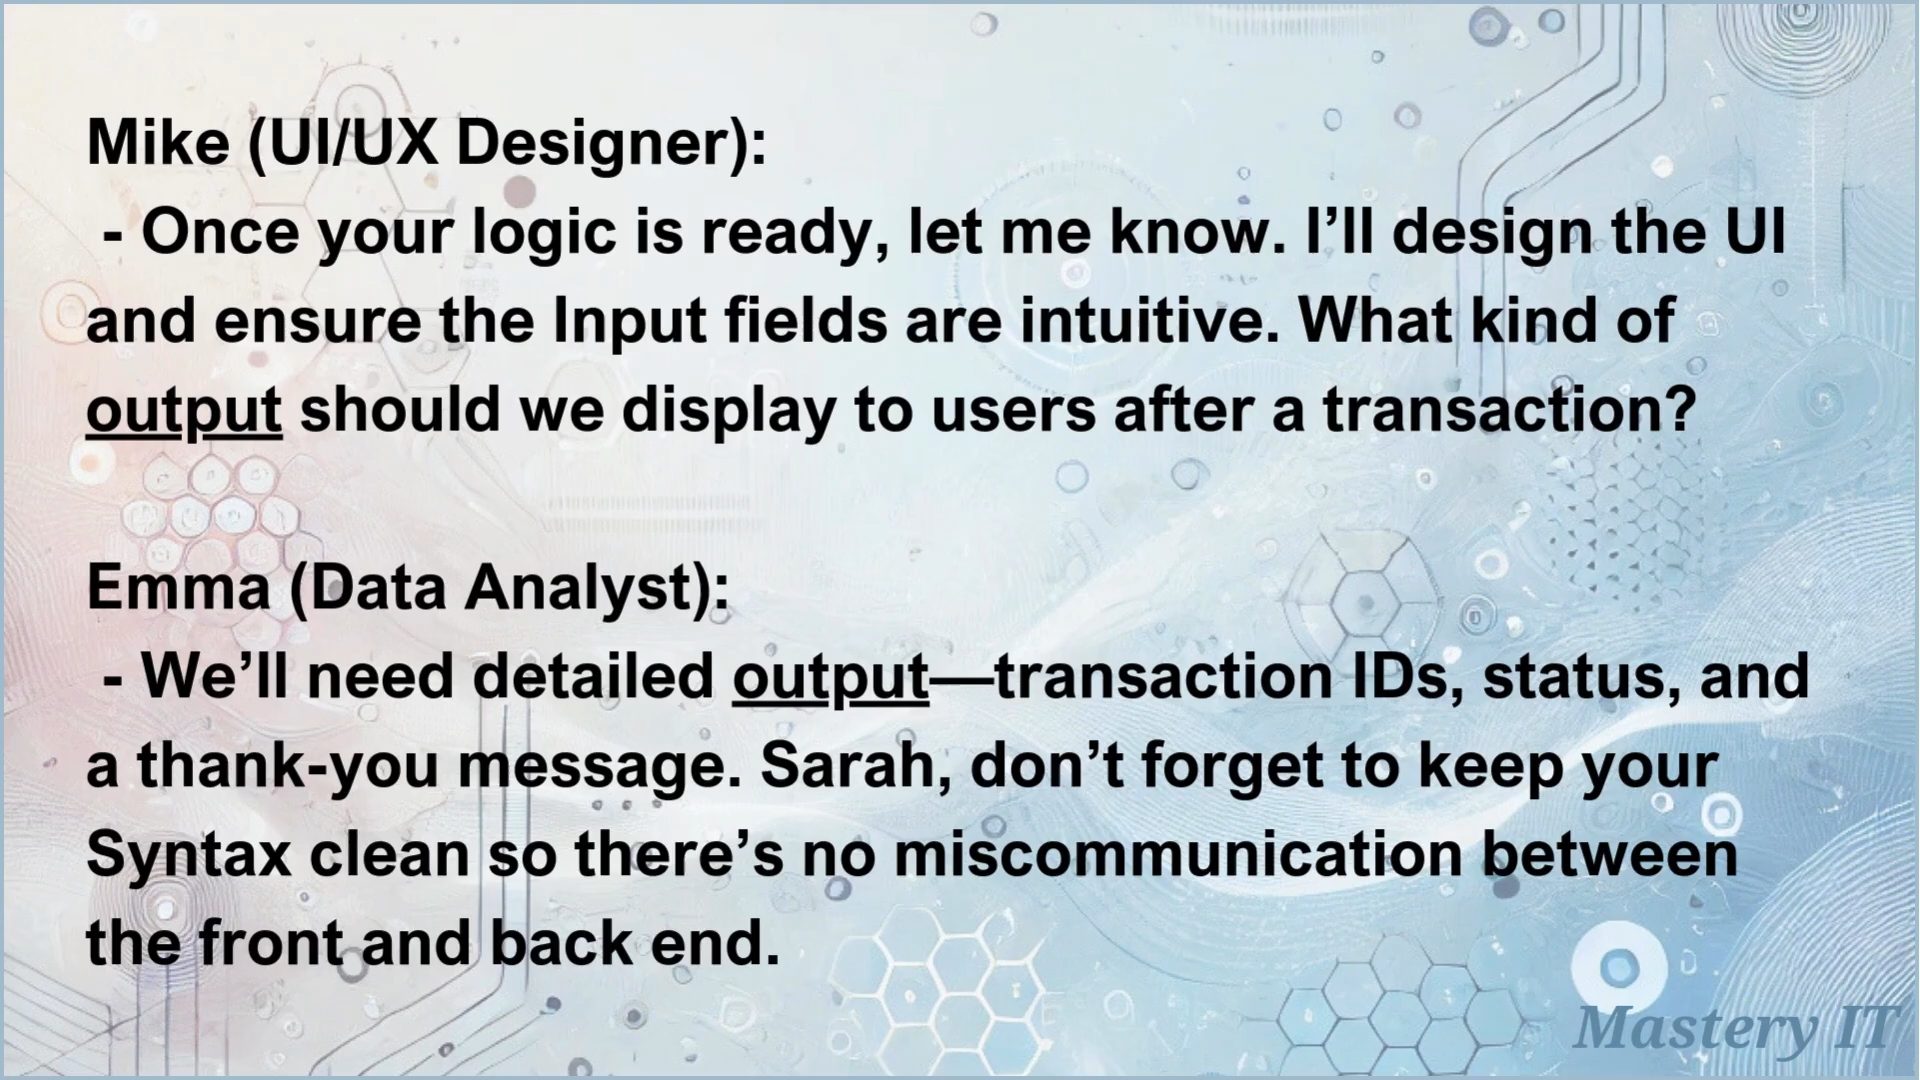 Mike (UI/UX Designer):
- Once your logic is ready, let me know. I’ll design the UI
and ensure the Input fields are intuitive. What kind of
output should we display to users after a transaction?
Emma (Data Analyst):
- We’ll need detailed output—transaction IDs, status, and
a thank-you message. Sarah, don’t forget to keep your
Syntax clean so there’s no miscommunication between
the front and back end.
Mastery IT